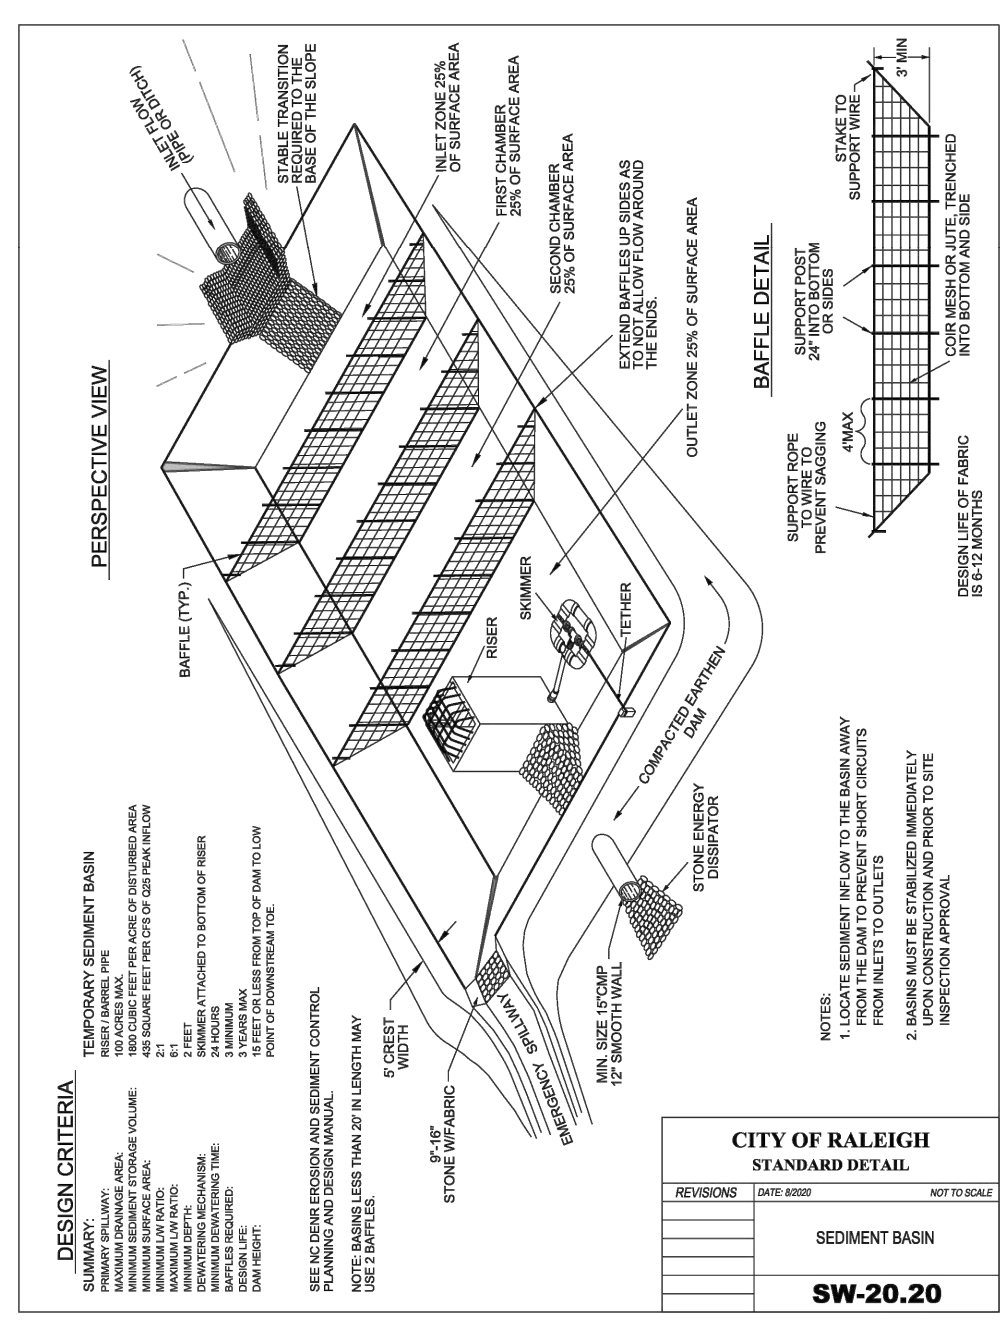 PERSPECTIVE VIEW
INLET FLOW
(PIPE OR DITCH)
STABLE TRANSITION
REQUIRED TO THE
BASE OF THE SLOPE
INLET ZONE 25%
OF SURFACE AREA
FIRST CHAMBER
25% OF SURFACE AREA
SECOND CHAMBER
25% OF SURFACE AREA
EXTEND BAFFLES UP SIDES AS
TO NOT ALLOW FLOW AROUND
THE ENDS.
OUTLET ZONE 25% OF SURFACE AREA
BAFFLE (TYP.)
RISER
SKIMMER
TETHER
COMPACTED EARTHEN
DAM
STONE ENERGY
DISSIPATOR
MIN. SIZE 15"CMP
12" SMOOTH WALL
EMERGENCY SPILLWAY
5' CREST
WIDTH
9"-16"
STONE W/FABRIC
BAFFLE DETAIL
3' MIN
STAKE TO
SUPPORT WIRE
SUPPORT POST
24" INTO BOTTOM
OR SIDES
COIR MESH OR JUTE, TRENCHED
INTO BOTTOM AND SIDE
4'MAX
SUPPORT ROPE
TO WIRE TO
PREVENT SAGGING
DESIGN LIFE OF FABRIC
IS 6-12 MONTHS
DESIGN CRITERIA
SUMMARY: TEMPORARY SEDIMENT BASIN
PRIMARY SPILLWAY: RISER / BARREL PIPE
MAXIMUM DRAINAGE AREA: 100 ACRES MAX.
MINIMUM SEDIMENT STORAGE VOLUME: 1800 CUBIC FEET PER ACRE OF DISTURBED AREA
MINIMUM SURFACE AREA: 435 SQUARE FEET PER CFS OF Q25 PEAK INFLOW
MINIMUM L/W RATIO: 2:1
MAXIMUM L/W RATIO: 6:1
MINIMUM DEPTH: 2 FEET
DEWATERING MECHANISM: SKIMMER ATTACHED TO BOTTOM OF RISER
MINIMUM DEWATERING TIME: 24 HOURS
BAFFLES REQUIRED: 3 MINIMUM
DESIGN LIFE: 3 YEARS MAX
DAM HEIGHT: 15 FEET OR LESS FROM TOP OF DAM TO LOW
POINT OF DOWNSTREAM TOE.
SEE NC DENR EROSION AND SEDIMENT CONTROL
PLANNING AND DESIGN MANUAL.
NOTE: BASINS LESS THAN 20' IN LENGTH MAY
USE 2 BAFFLES.
NOTES:
1. LOCATE SEDIMENT INFLOW TO THE BASIN AWAY
FROM THE DAM TO PREVENT SHORT CIRCUITS
FROM INLETS TO OUTLETS
2. BASINS MUST BE STABILIZED IMMEDIATELY
UPON CONSTRUCTION AND PRIOR TO SITE
INSPECTION APPROVAL
CITY OF RALEIGH
STANDARD DETAIL
REVISIONS
DATE: 8/2020
NOT TO SCALE
SEDIMENT BASIN
SW-20.20